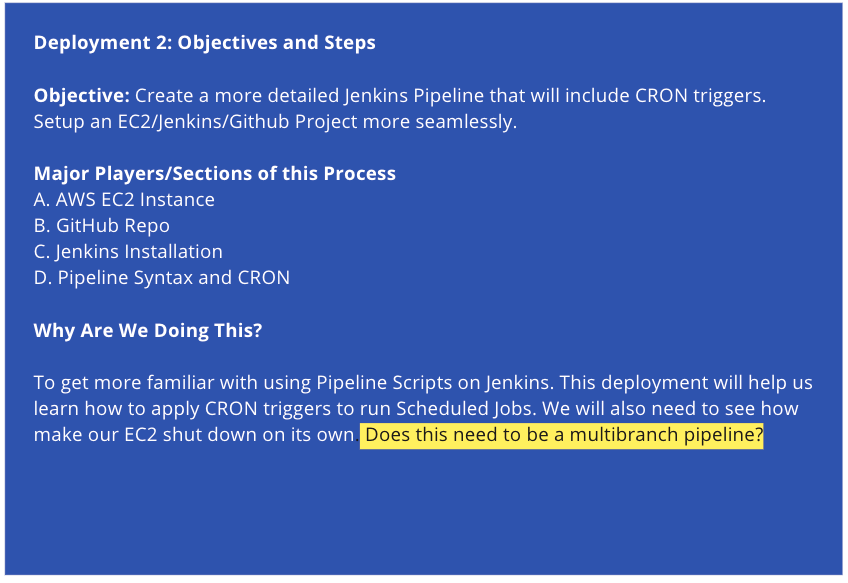 Deployment 2: Objectives and Steps
Objective: Create a more detailed Jenkins Pipeline that will include CRON triggers.
Setup an EC2/Jenkins/Github Project more seamlessly.
Major Players/Sections of this Process
A. AWS EC2 Instance
B. GitHub Repo
C. Jenkins Installation
D. Pipeline Syntax and CRON
Why Are We Doing This?
To get more familiar with using Pipeline Scripts on Jenkins. This deployment will help us
learn how to apply CRON triggers to run Scheduled Jobs. We will also need to see how
make our EC2 shut down on its own. Does this need to be a multibranch pipeline?